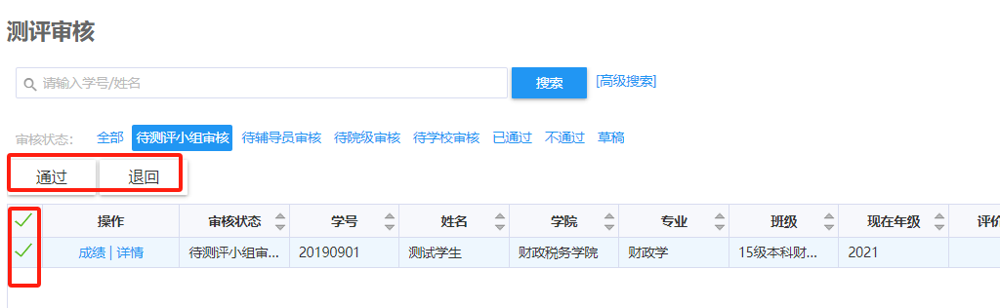 测评审核
请输入学号/姓名 搜索 [高级搜索]
审核状态: 全部 待测评小组审核 待辅导员审核 待院级审核 待学校审核 已通过 不通过 草稿
通过 退回
操作 审核状态 学号 姓名 学院 专业 班级 现在年级 评价
成绩 | 详情 待测评小组审... 20190901 测试学生 财政税务学院 财政学 15级本科财... 2021